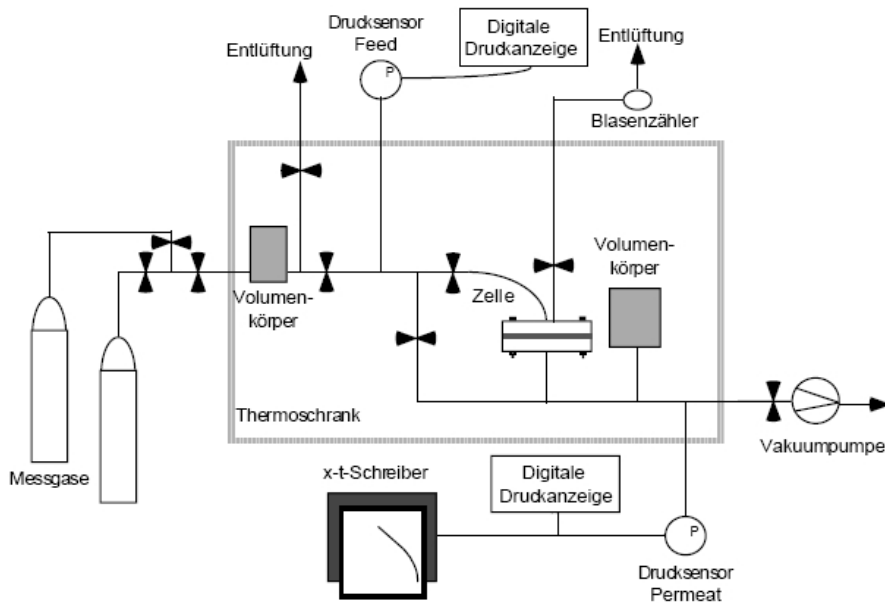 Drucksensor
Feed
Digitale
Druckanzeige
Entlüftung
Entlüftung
P
Blasenzähler
Volumen-
körper
Volumen-
körper
Zelle
Thermoschrank
Messgase
Vakuumpumpe
x-t-Schreiber
Digitale
Druckanzeige
P
Drucksensor
Permeat